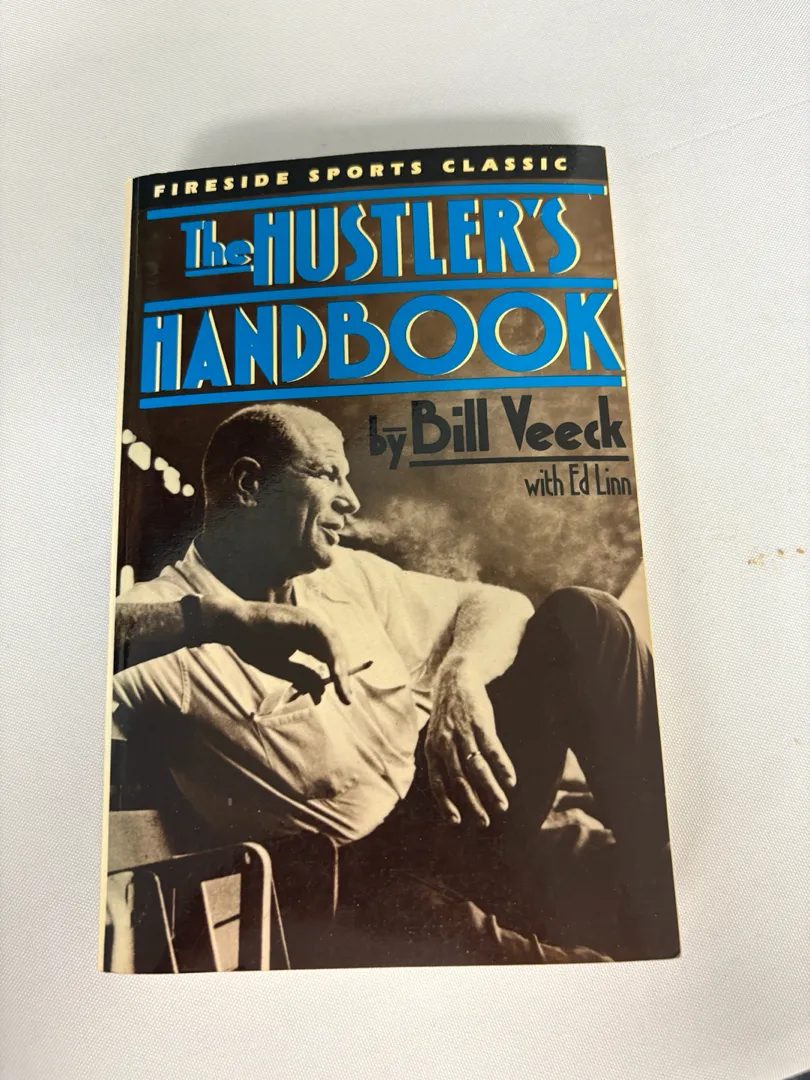 FIRESIDE SPORTS CLASSIC
The HUSTLER'S
HANDBOOK
by Bill Veeck
with Ed Linn